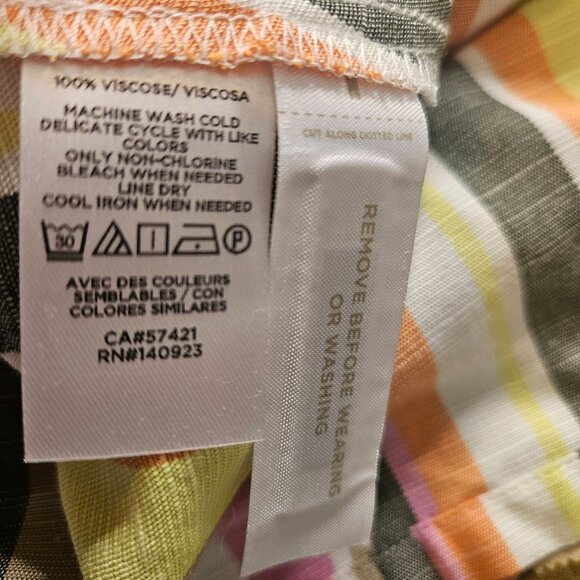 100% VISCOSE/ VISCOSA
MACHINE WASH COLD
DELICATE CYCLE WITH LIKE
COLORS
ONLY NON-CHLORINE
BLEACH WHEN NEEDED
LINE DRY
COOL IRON WHEN NEEDED
30
P
AVEC DES COULEURS
SEMBLABLES / CON
COLORES SIMILARES
CA#57421
RN#140923
CUT ALONG DOTTED LINE
REMOVE BEFORE WEARING
OR WASHING